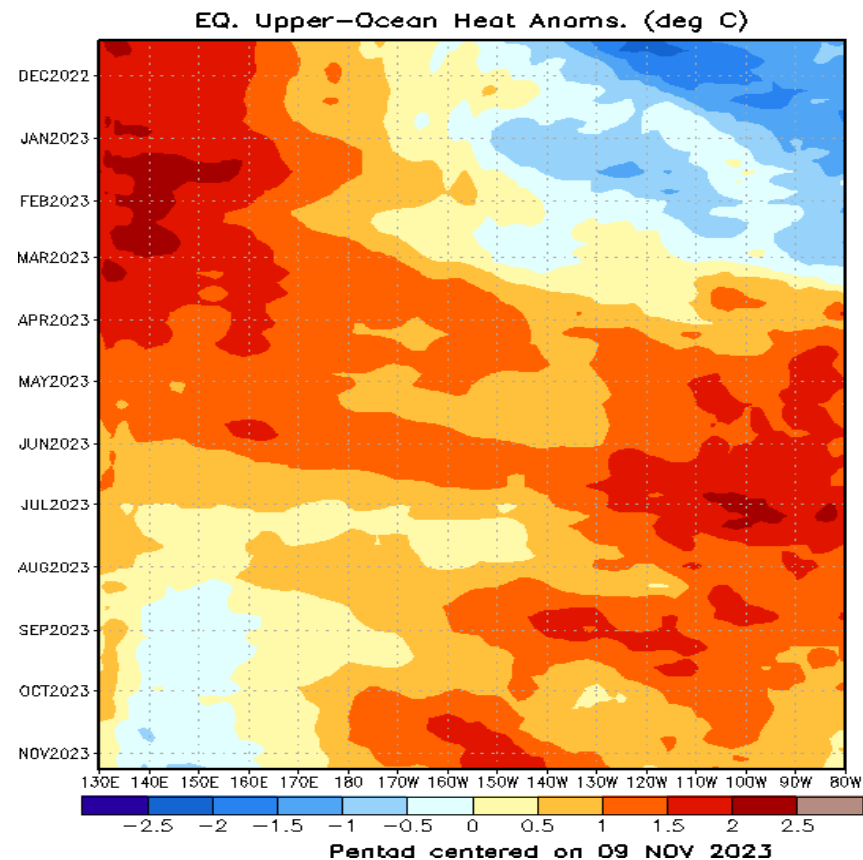 EQ. Upper-Ocean Heat Anoms. (deg C)
DEC2022
JAN2023
FEB2023
MAR2023
APR2023
MAY2023
JUN2023
JUL2023
AUG2023
SEP2023
OCT2023
NOV2023
130E 140E 150E 160E 170E 180 170W 160W 150W 140W 130W 120W 110W 100W 90W 80W
-2.5 -2 -1.5 -1 -0.5 0 0.5 1 1.5 2 2.5
Pentad centered on 09 NOV 2023